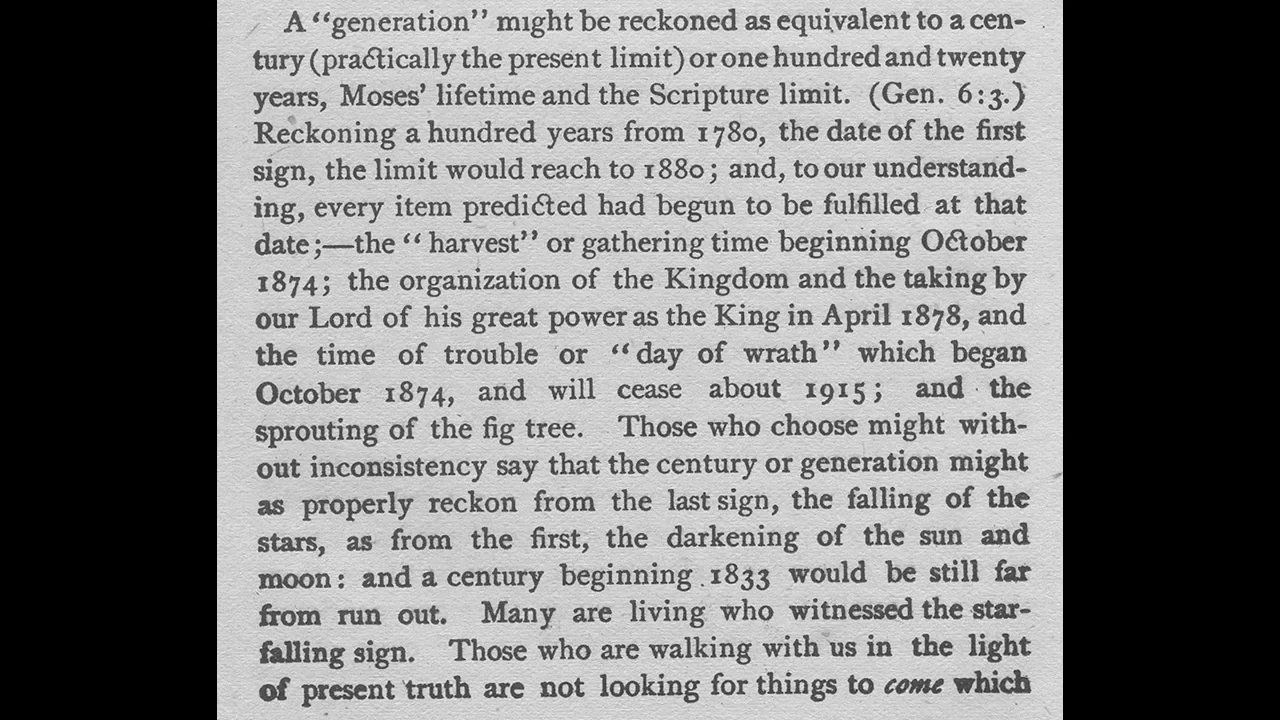 A “generation” might be reckoned as equivalent to a cen-
tury (practically the present limit) or one hundred and twenty
years, Moses’ lifetime and the Scripture limit. (Gen. 6:3.)
Reckoning a hundred years from 1780, the date of the first
sign, the limit would reach to 1880; and, to our understand-
ing, every item predicted had begun to be fulfilled at that
date;—the “harvest” or gathering time beginning October
1874; the organization of the Kingdom and the taking by
our Lord of his great power as the King in April 1878, and
the time of trouble or “day of wrath” which began
October 1874, and will cease about 1915; and the
sprouting of the fig tree. Those who choose might with-
out inconsistency say that the century or generation might
as properly reckon from the last sign, the falling of the
stars, as from the first, the darkening of the sun and
moon: and a century beginning 1833 would be still far
from run out. Many are living who witnessed the star-
falling sign. Those who are walking with us in the light
of present truth are not looking for things to come which